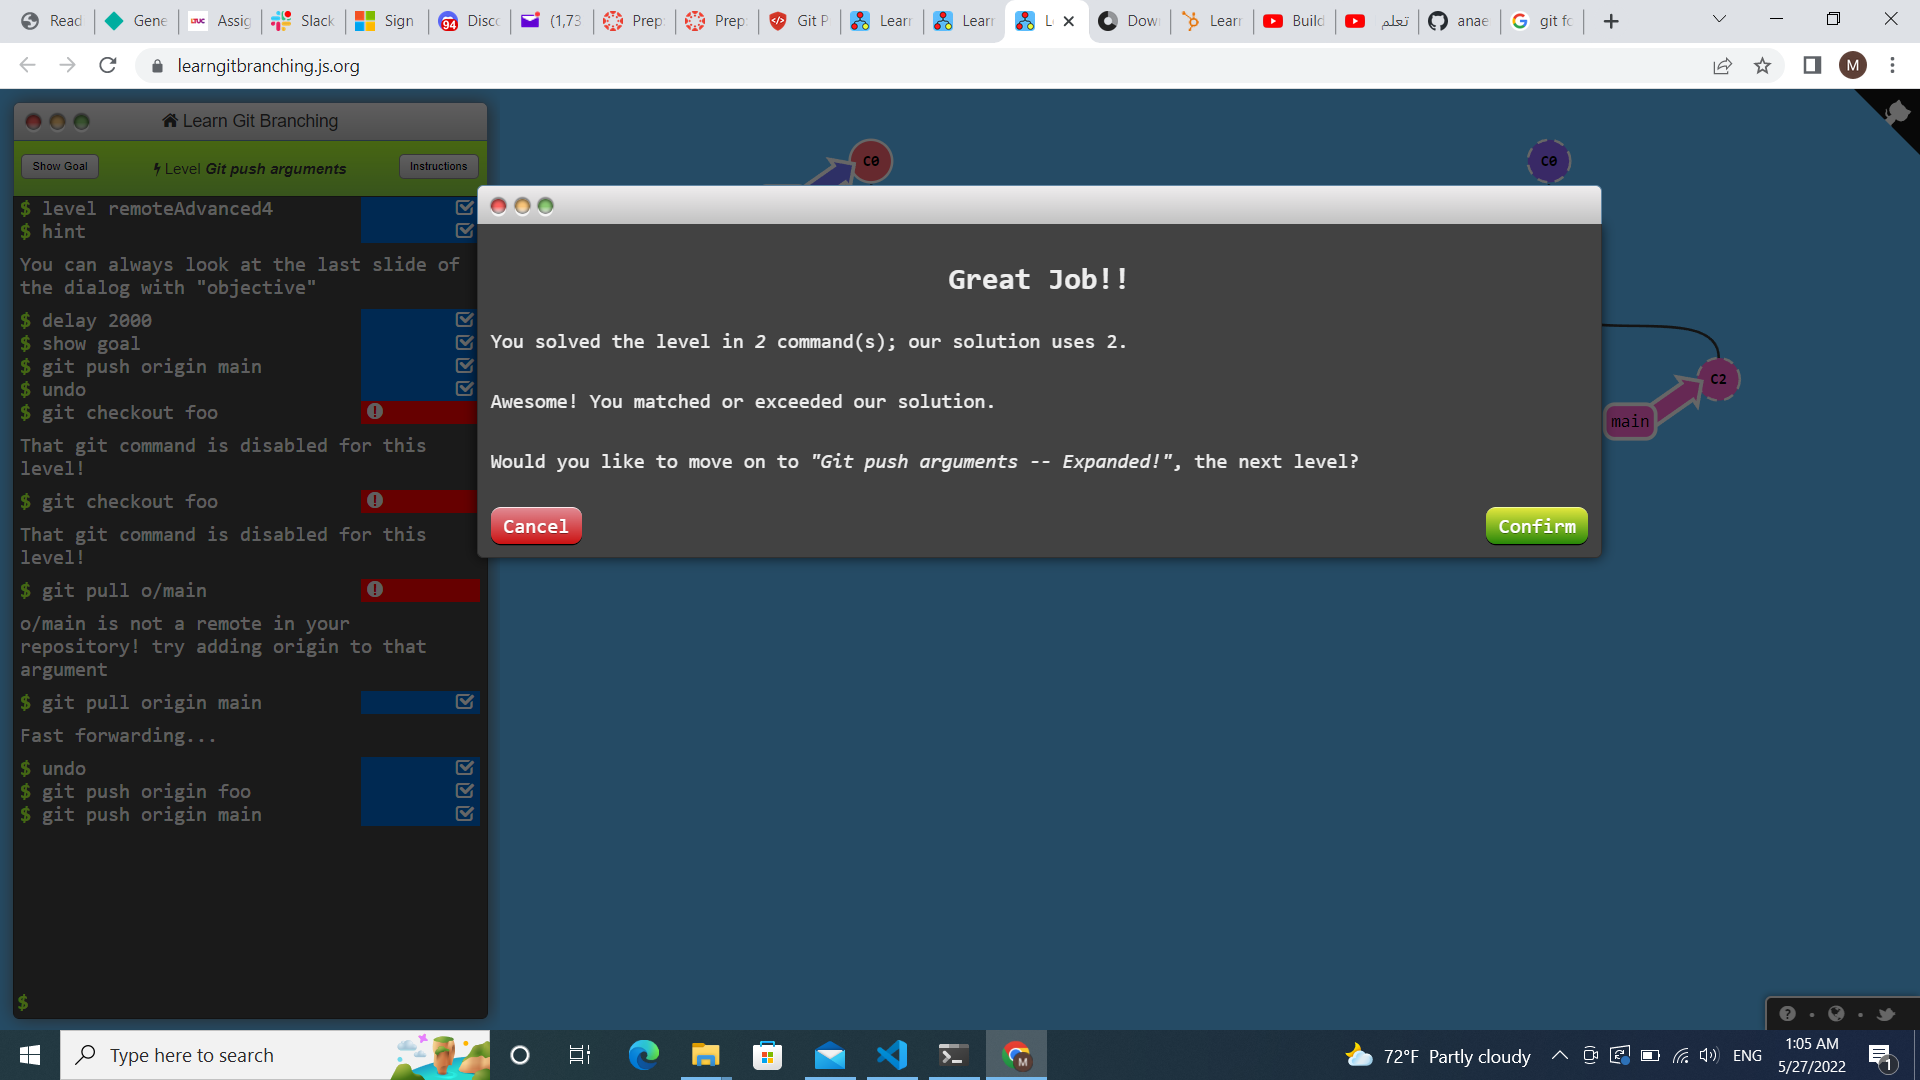 Read
Gene
LTUC
Assig
Slack
Sign
94
Disco
(1,73
Prep
Prep
Git P
Learn
Learn
L
Dow
Learn
Build
تعلم
anae
git fo
learngitbranching.js.org
M
Learn Git Branching
Show Goal
Level Git push arguments
Instructions
$ level remoteAdvanced4
$ hint
You can always look at the last slide of
the dialog with "objective"
$ delay 2000
$ show goal
$ git push origin main
$ undo
$ git checkout foo
That git command is disabled for this
level!
$ git checkout foo
That git command is disabled for this
level!
$ git pull o/main
o/main is not a remote in your
repository! try adding origin to that
argument
$ git pull origin main
Fast forwarding...
$ undo
$ git push origin foo
$ git push origin main
$
C0
C0
C2
main
Great Job!!
You solved the level in 2 command(s); our solution uses 2.
Awesome! You matched or exceeded our solution.
Would you like to move on to "Git push arguments -- Expanded!", the next level?
Cancel
Confirm
Type here to search
M
72°F Partly cloudy
ENG
1:05 AM
5/27/2022
1